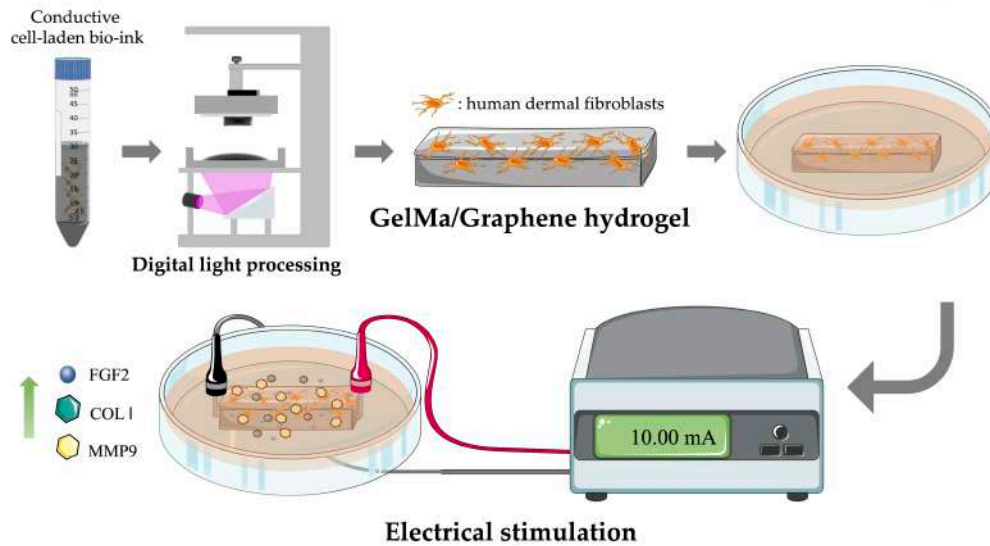 Conductive
cell-laden bio-ink
: human dermal fibroblasts
GelMa/Graphene hydrogel
Digital light processing
FGF2
COL I
MMP9
10.00 mA
Electrical stimulation